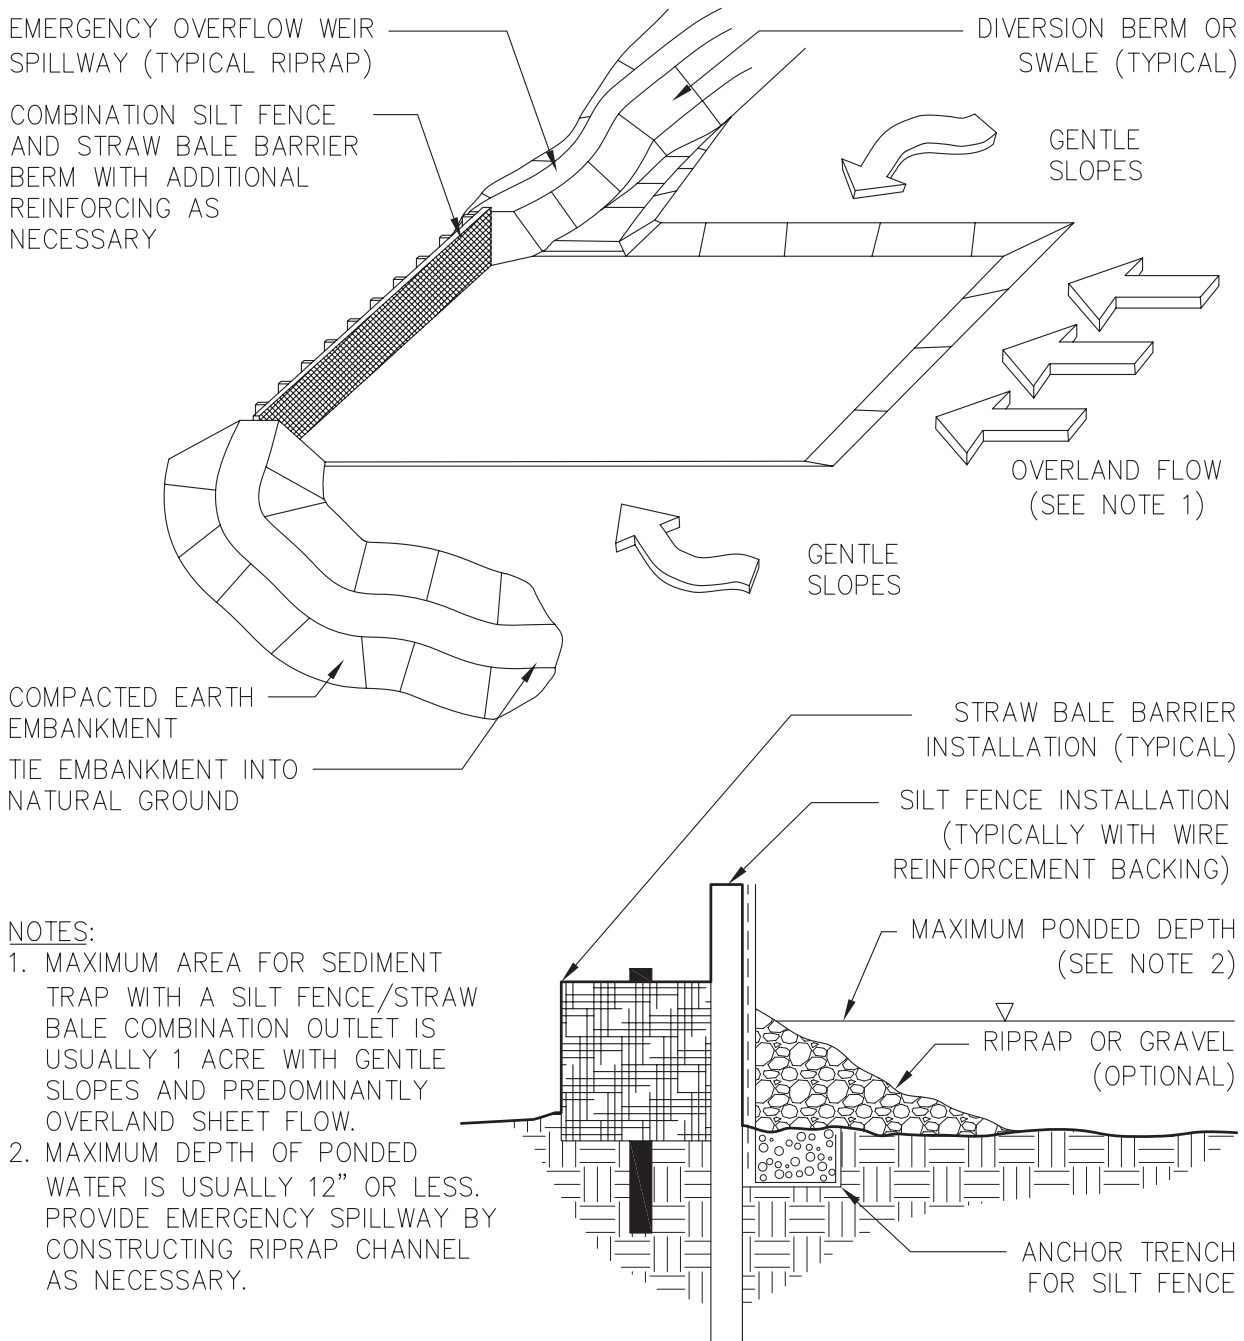 EMERGENCY OVERFLOW WEIR
SPILLWAY (TYPICAL RIPRAP)
COMBINATION SILT FENCE
AND STRAW BALE BARRIER
BERM WITH ADDITIONAL
REINFORCING AS
NECESSARY
DIVERSION BERM OR
SWALE (TYPICAL)
GENTLE
SLOPES
OVERLAND FLOW
(SEE NOTE 1)
GENTLE
SLOPES
COMPACTED EARTH
EMBANKMENT
TIE EMBANKMENT INTO
NATURAL GROUND
STRAW BALE BARRIER
INSTALLATION (TYPICAL)
SILT FENCE INSTALLATION
(TYPICALLY WITH WIRE
REINFORCEMENT BACKING)
MAXIMUM PONDED DEPTH
(SEE NOTE 2)
RIPRAP OR GRAVEL
(OPTIONAL)
ANCHOR TRENCH
FOR SILT FENCE
NOTES:
1. MAXIMUM AREA FOR SEDIMENT
TRAP WITH A SILT FENCE/STRAW
BALE COMBINATION OUTLET IS
USUALLY 1 ACRE WITH GENTLE
SLOPES AND PREDOMINANTLY
OVERLAND SHEET FLOW.
2. MAXIMUM DEPTH OF PONDED
WATER IS USUALLY 12” OR LESS.
PROVIDE EMERGENCY SPILLWAY BY
CONSTRUCTING RIPRAP CHANNEL
AS NECESSARY.